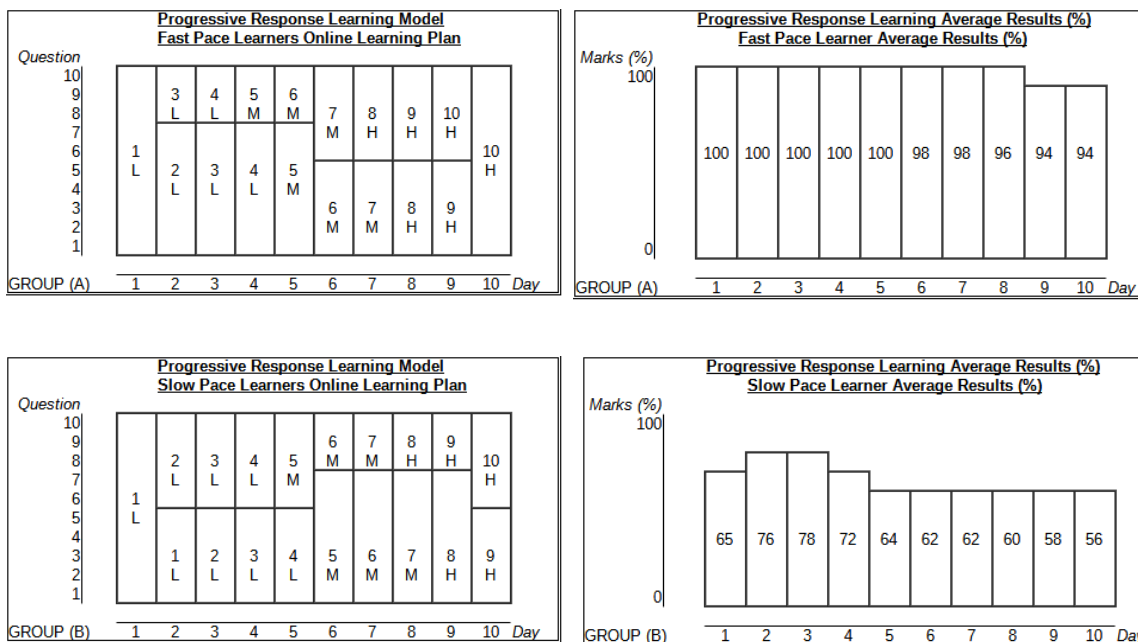 Progressive Response Learning Model
Fast Pace Learners Online Learning Plan
Question
10
9
8
7
6
5
4
3
2
1
3 4 5 6
L L M M
7 8 9 10
M H H H
1 10
L H
2 3 4 5
L L L M
6 7 8 9
M M H H
GROUP (A) 1 2 3 4 5 6 7 8 9 10 Day
Progressive Response Learning Average Results (%)
Fast Pace Learner Average Results (%)
Marks (%)
100
100 100 100 100 100 98 98 96 94 94
0
GROUP (A) 1 2 3 4 5 6 7 8 9 10 Day
Progressive Response Learning Model
Slow Pace Learners Online Learning Plan
Question
10
9
8
7
6
5
4
3
2
1
6 7 8 9
M M H H
2 3 4 5 10
L L L M H
1
L
1 2 3 4 5 6 7 8 9
L L L L M M M H H
GROUP (B) 1 2 3 4 5 6 7 8 9 10 Day
Progressive Response Learning Average Results (%)
Slow Pace Learner Average Results (%)
Marks (%)
100
65 76 78 72 64 62 62 60 58 56
0
GROUP (B) 1 2 3 4 5 6 7 8 9 10 Day